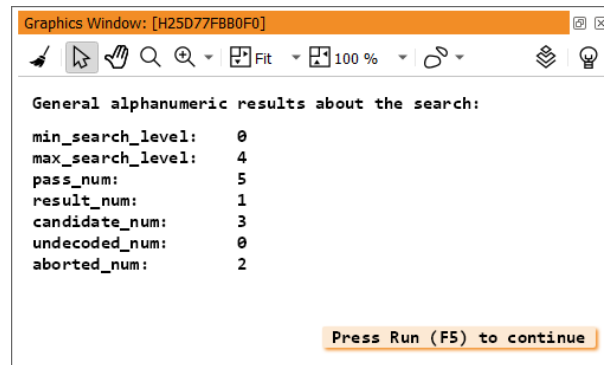 Graphics Window: [H25D77FBB0F0]
Fit 100 %
General alphanumeric results about the search:
min_search_level: 0
max_search_level: 4
pass_num: 5
result_num: 1
candidate_num: 3
undecoded_num: 0
aborted_num: 2
Press Run (F5) to continue